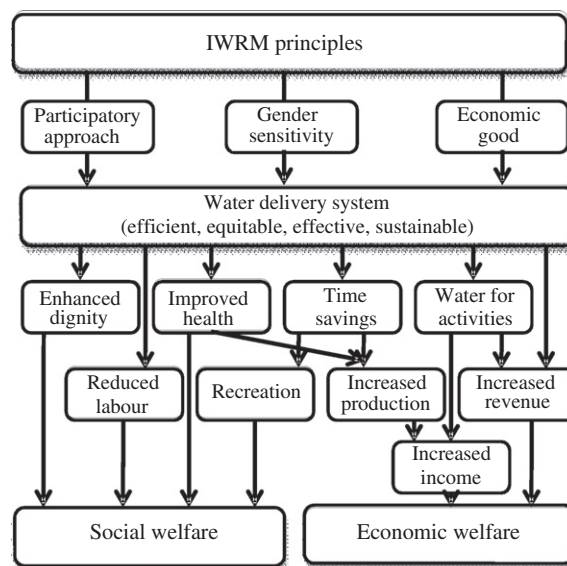 IWRM principles
Participatory
approach
Gender
sensitivity
Economic
good
Water delivery system
(efficient, equitable, effective, sustainable)
Enhanced
dignity
Improved
health
Time
savings
Water for
activities
Reduced
labour
Recreation
Increased
production
Increased
revenue
Increased
income
Social welfare
Economic welfare